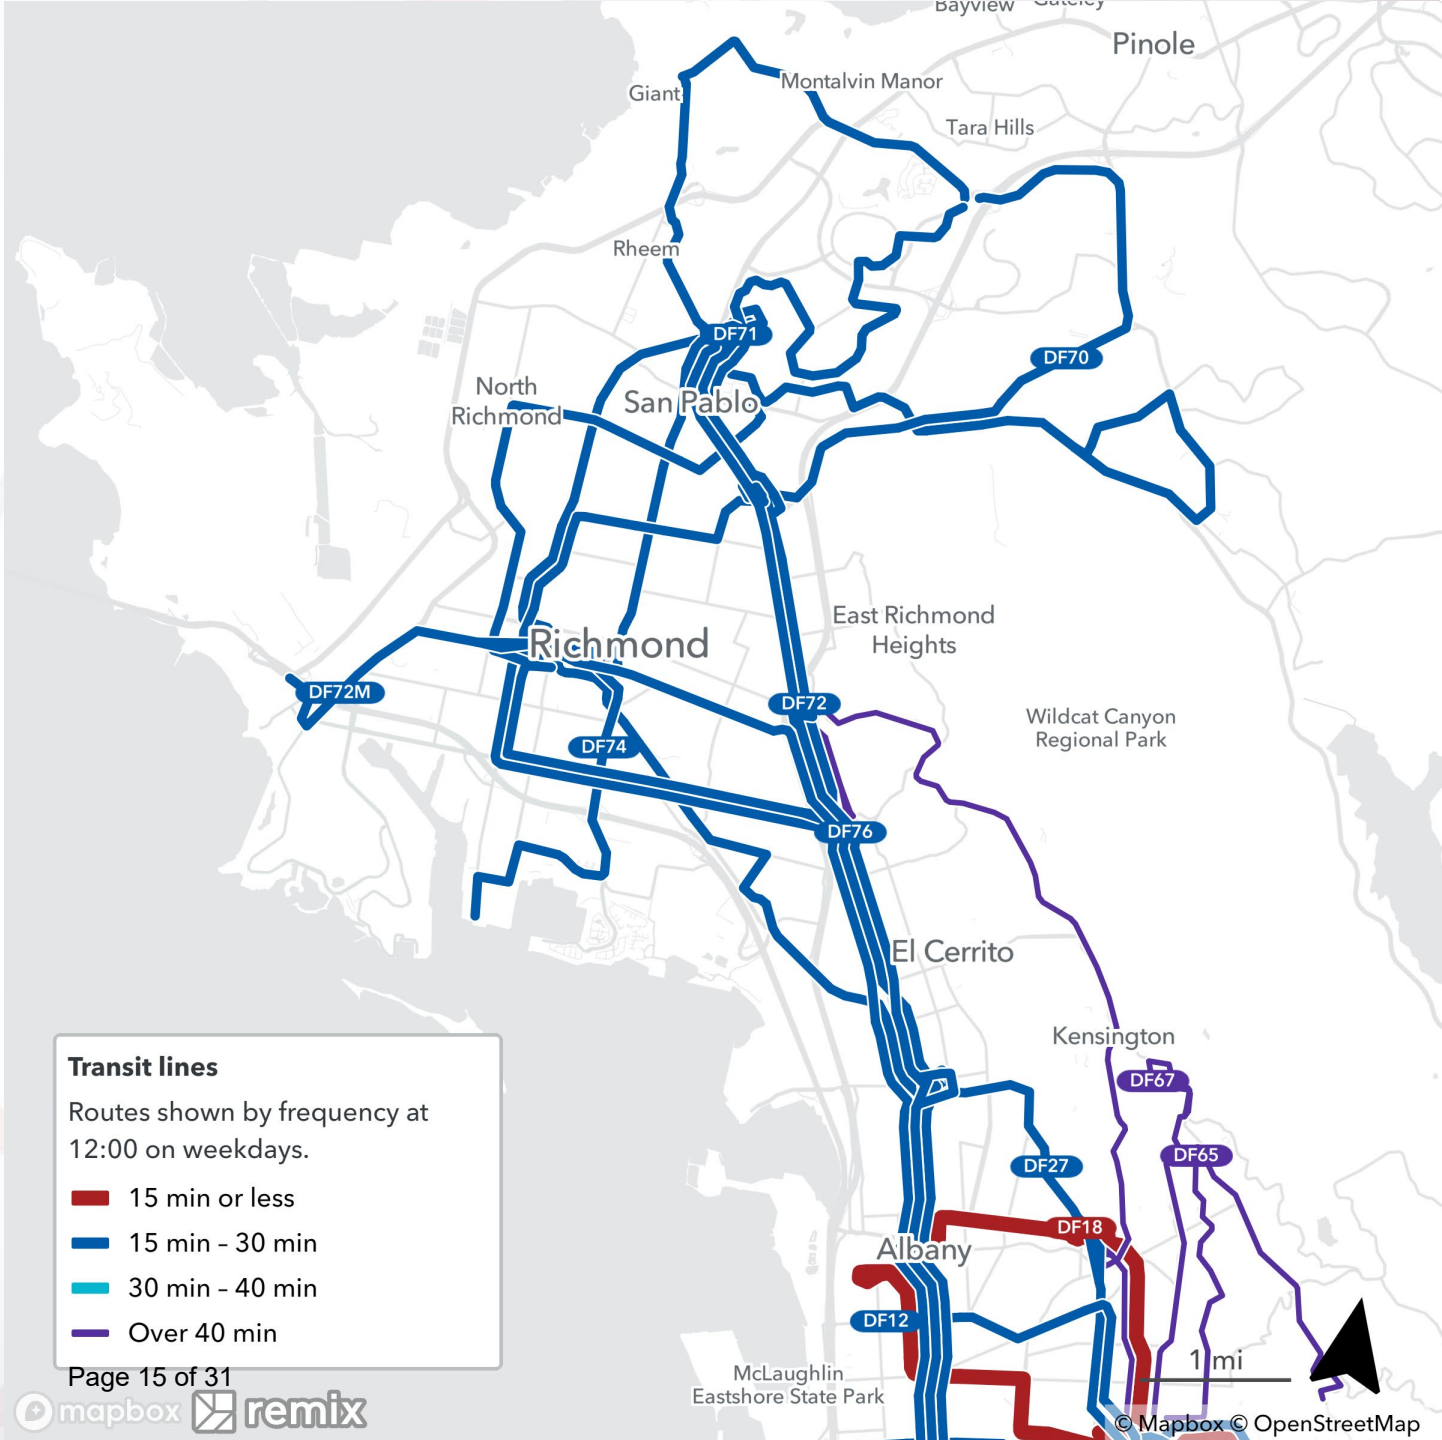 Bayview
Gateley
Pinole
Giant
Montalvin Manor
Tara Hills
Rheem
DF71
DF70
North
Richmond
San Pablo
East Richmond
Heights
Richmond
DF72M
DF72
DF74
Wildcat Canyon
Regional Park
DF76
El Cerrito
Kensington
DF67
DF65
DF27
DF18
Albany
DF12
McLaughlin
Eastshore State Park
Transit lines
Routes shown by frequency at
12:00 on weekdays.
15 min or less
15 min – 30 min
30 min – 40 min
Over 40 min
Page 15 of 31
mapbox remix
1 mi
© Mapbox © OpenStreetMap